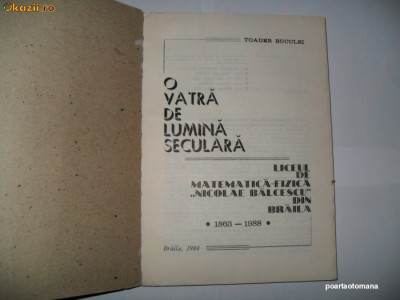 okazii.ro
TOADER BUCULEI
O
VATRĂ
DE
LUMINĂ
SECULARĂ
LICEUL
DE
MATEMATICĂ-FIZICĂ
„NICOLAE BĂLCESCU”
DIN
BRĂILA
• 1863 — 1988 •
Brăila, 1988
poartaotomana